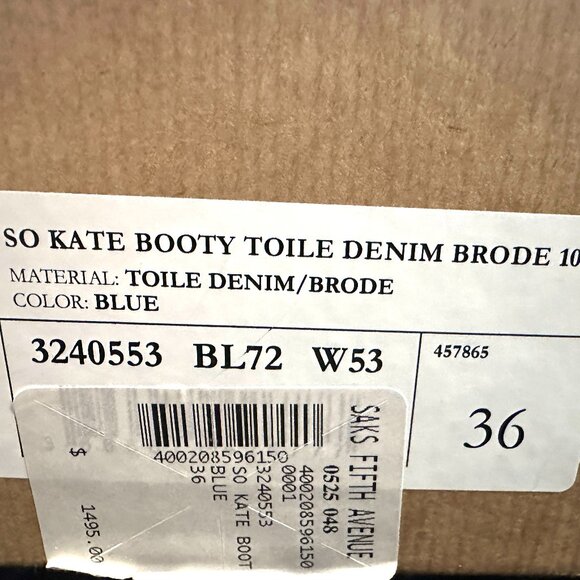 SO KATE BOOTY TOILE DENIM BRODE 10
MATERIAL: TOILE DENIM/BRODE
COLOR: BLUE
3240553 BL72 W53
457865
36
SAKS FIFTH AVENUE
0525 048
400208596150
0001
3240553
SO KATE BOOT
BLUE
36
400208596150
$ 1495.00